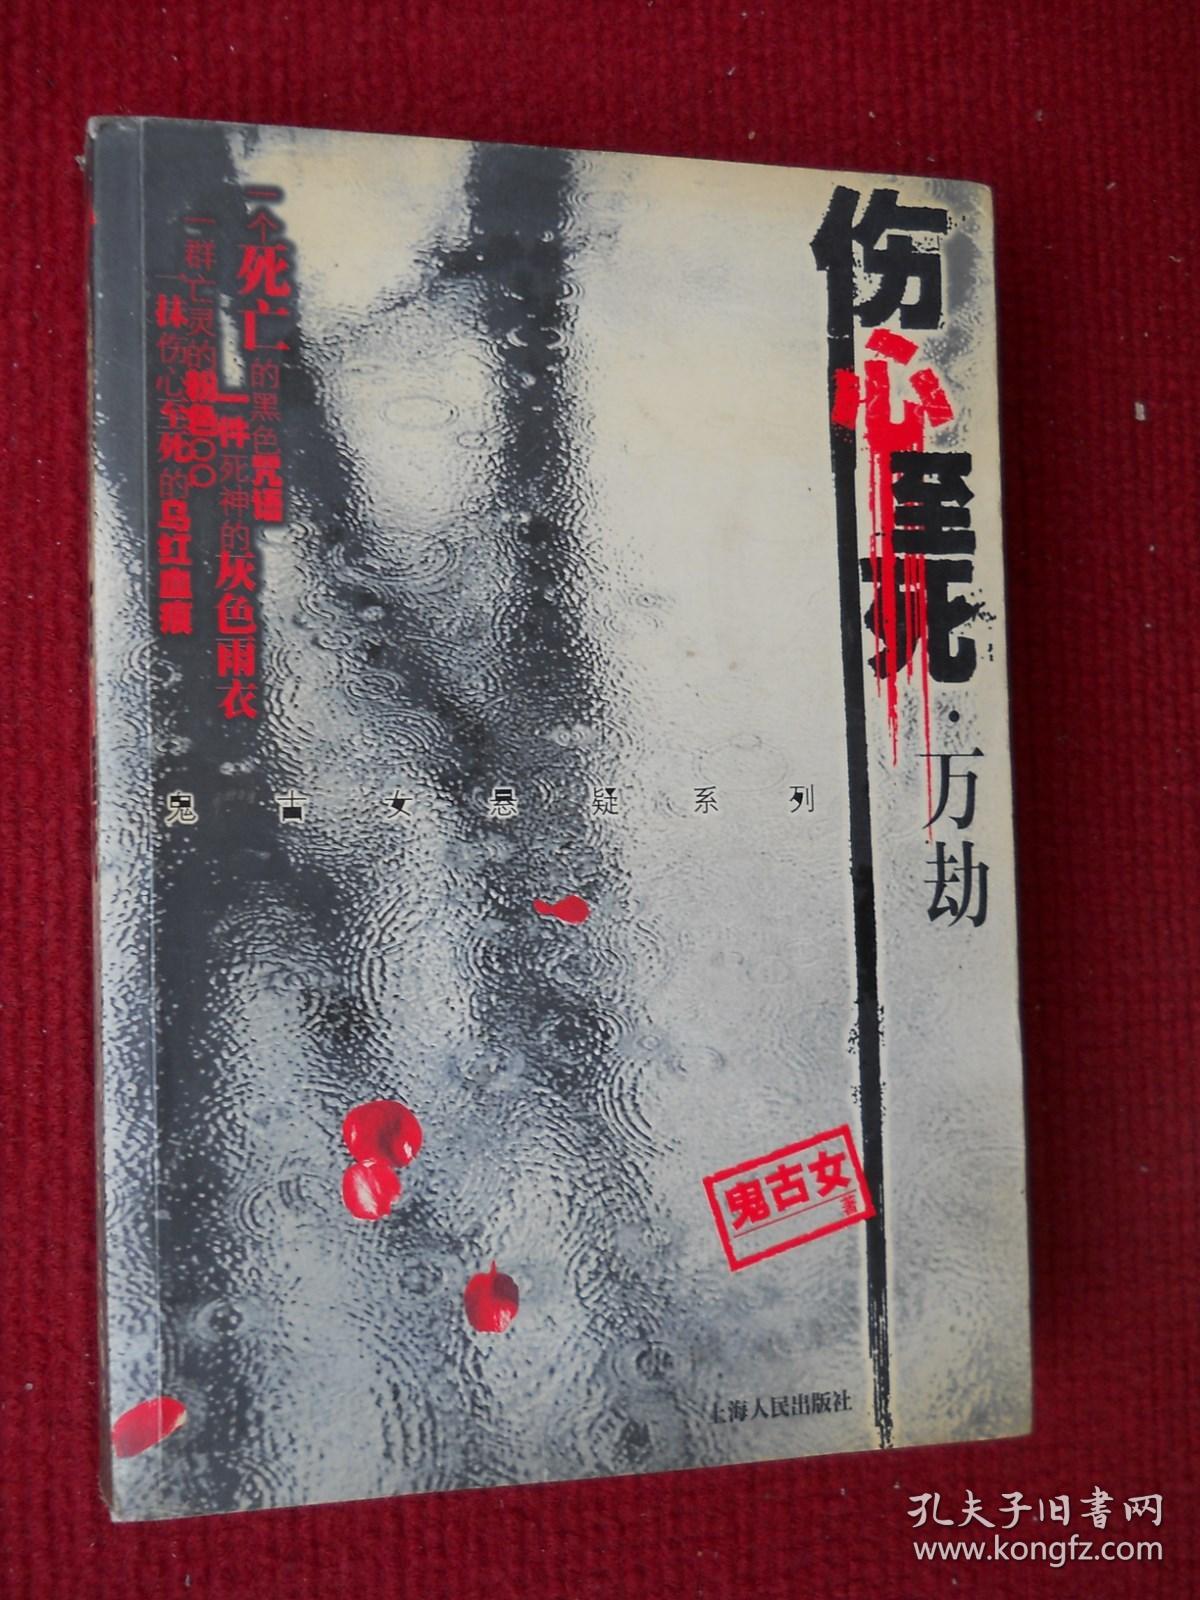 伤心至死·万劫
一个死亡的黑色咒语
一件死神的灰色雨衣
一群亡灵的粉色QQ
一抹伤心至死的乌红血痕
鬼古女悬疑系列
鬼古女 著
上海人民出版社
孔夫子旧書网
www.kongfz.com